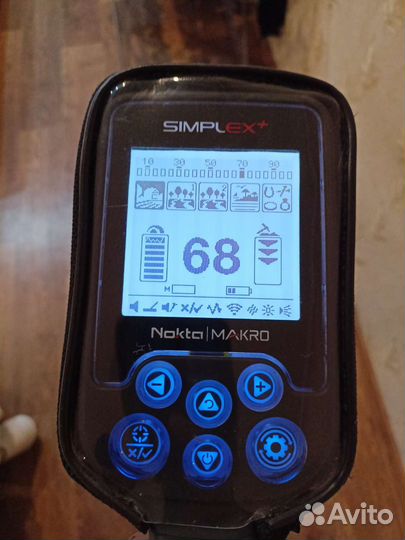 SIMPLEX+
10 30 50 70 90
68
M
Nokta | MAKRO
Avito